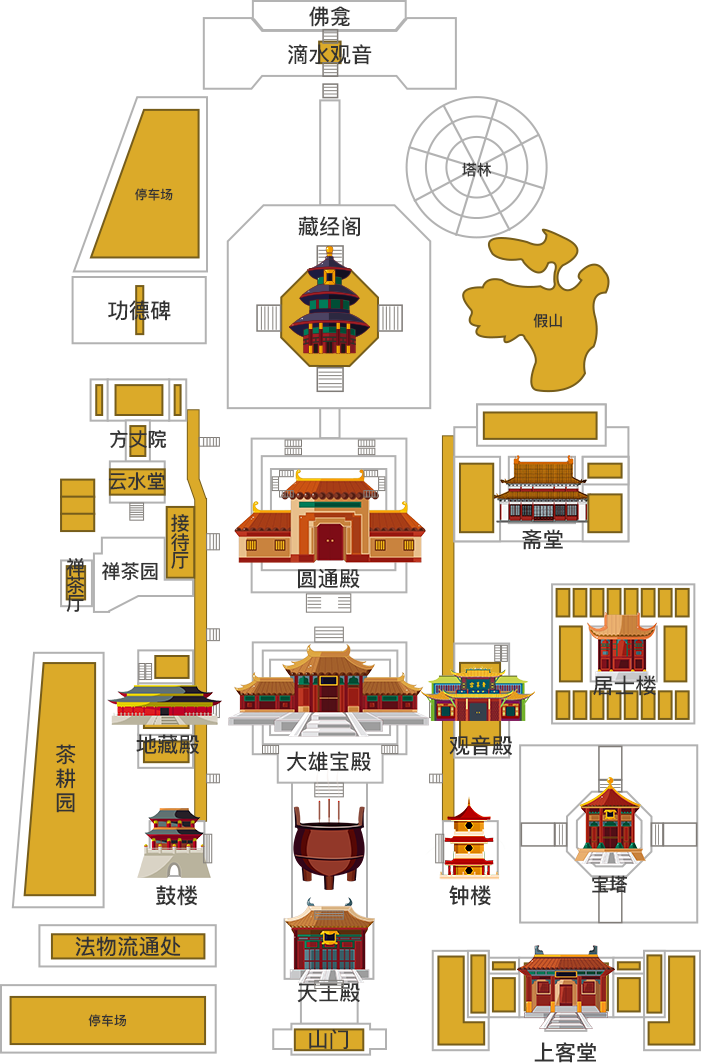 佛龛
滴水观音
塔林
停车场
藏经阁
功德碑
假山
方丈院
云水堂
接待厅
斋堂
禅茶厅
禅茶园
圆通殿
居士楼
地藏殿
观音殿
大雄宝殿
茶耕园
鼓楼
钟楼
宝塔
法物流通处
天王殿
停车场
山门
上客堂